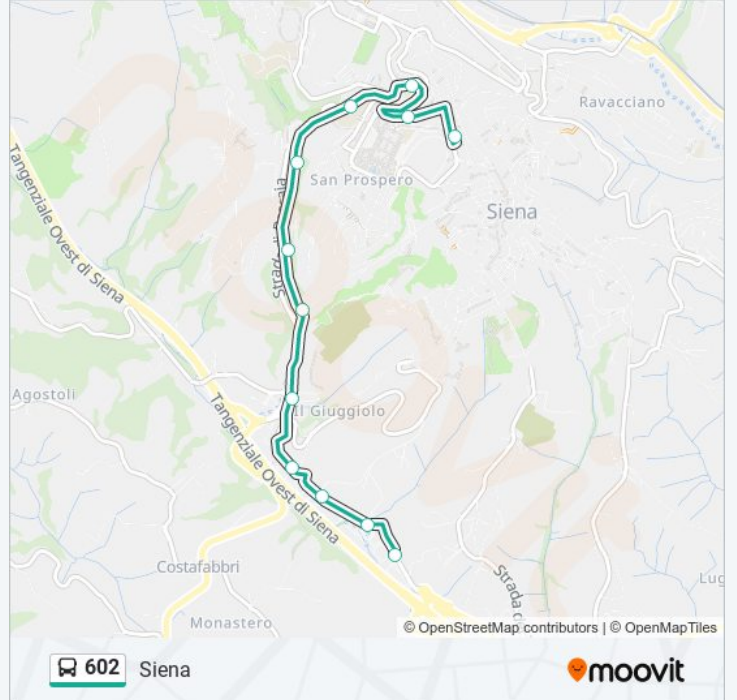 Ravacciano
Tangenziale Ovest di Siena
San Prospero
Siena
Agostoli
Il Giuggiolo
Tangenziale Ovest di Siena
Costafabbri
Strada
Monastero
© OpenStreetMap contributors | © OpenMapTiles
602 Siena
moovit